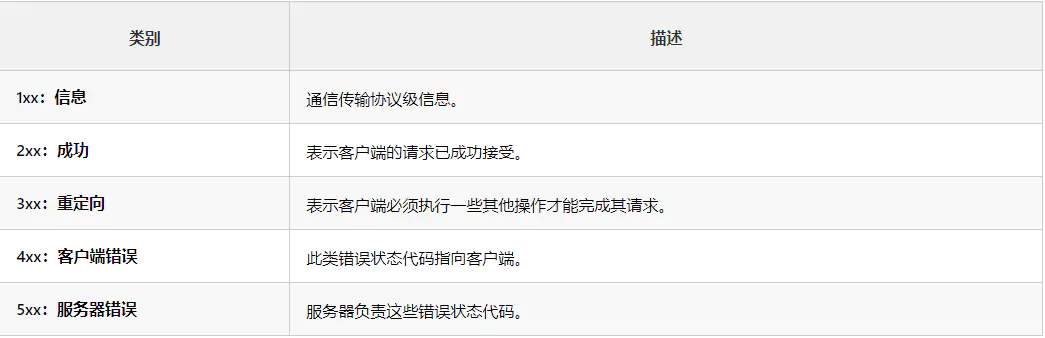 类别 描述
1xx：信息 通信传输协议级信息。
2xx：成功 表示客户端的请求已成功接受。
3xx：重定向 表示客户端必须执行一些其他操作才能完成其请求。
4xx：客户端错误 此类错误状态代码指向客户端。
5xx：服务器错误 服务器负责这些错误状态代码。